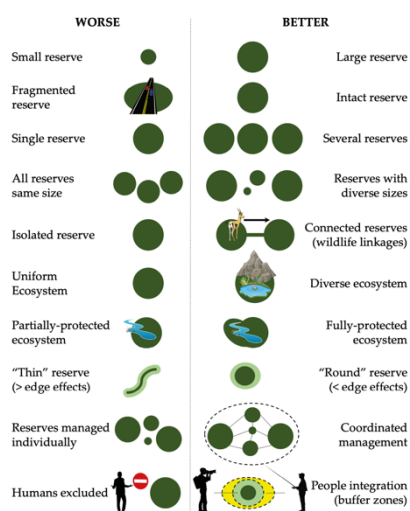 WORSE
BETTER
Small reserve
Large reserve
Fragmented
reserve
Intact reserve
Single reserve
Several reserves
All reserves
same size
Reserves with
diverse sizes
Isolated reserve
Connected reserves
(wildlife linkages)
Uniform
Ecosystem
Diverse ecosystem
Partially-protected
ecosystem
Fully-protected
ecosystem
“Thin” reserve
(> edge effects)
“Round” reserve
(< edge effects)
Reserves managed
individually
Coordinated
management
Humans excluded
People integration
(buffer zones)